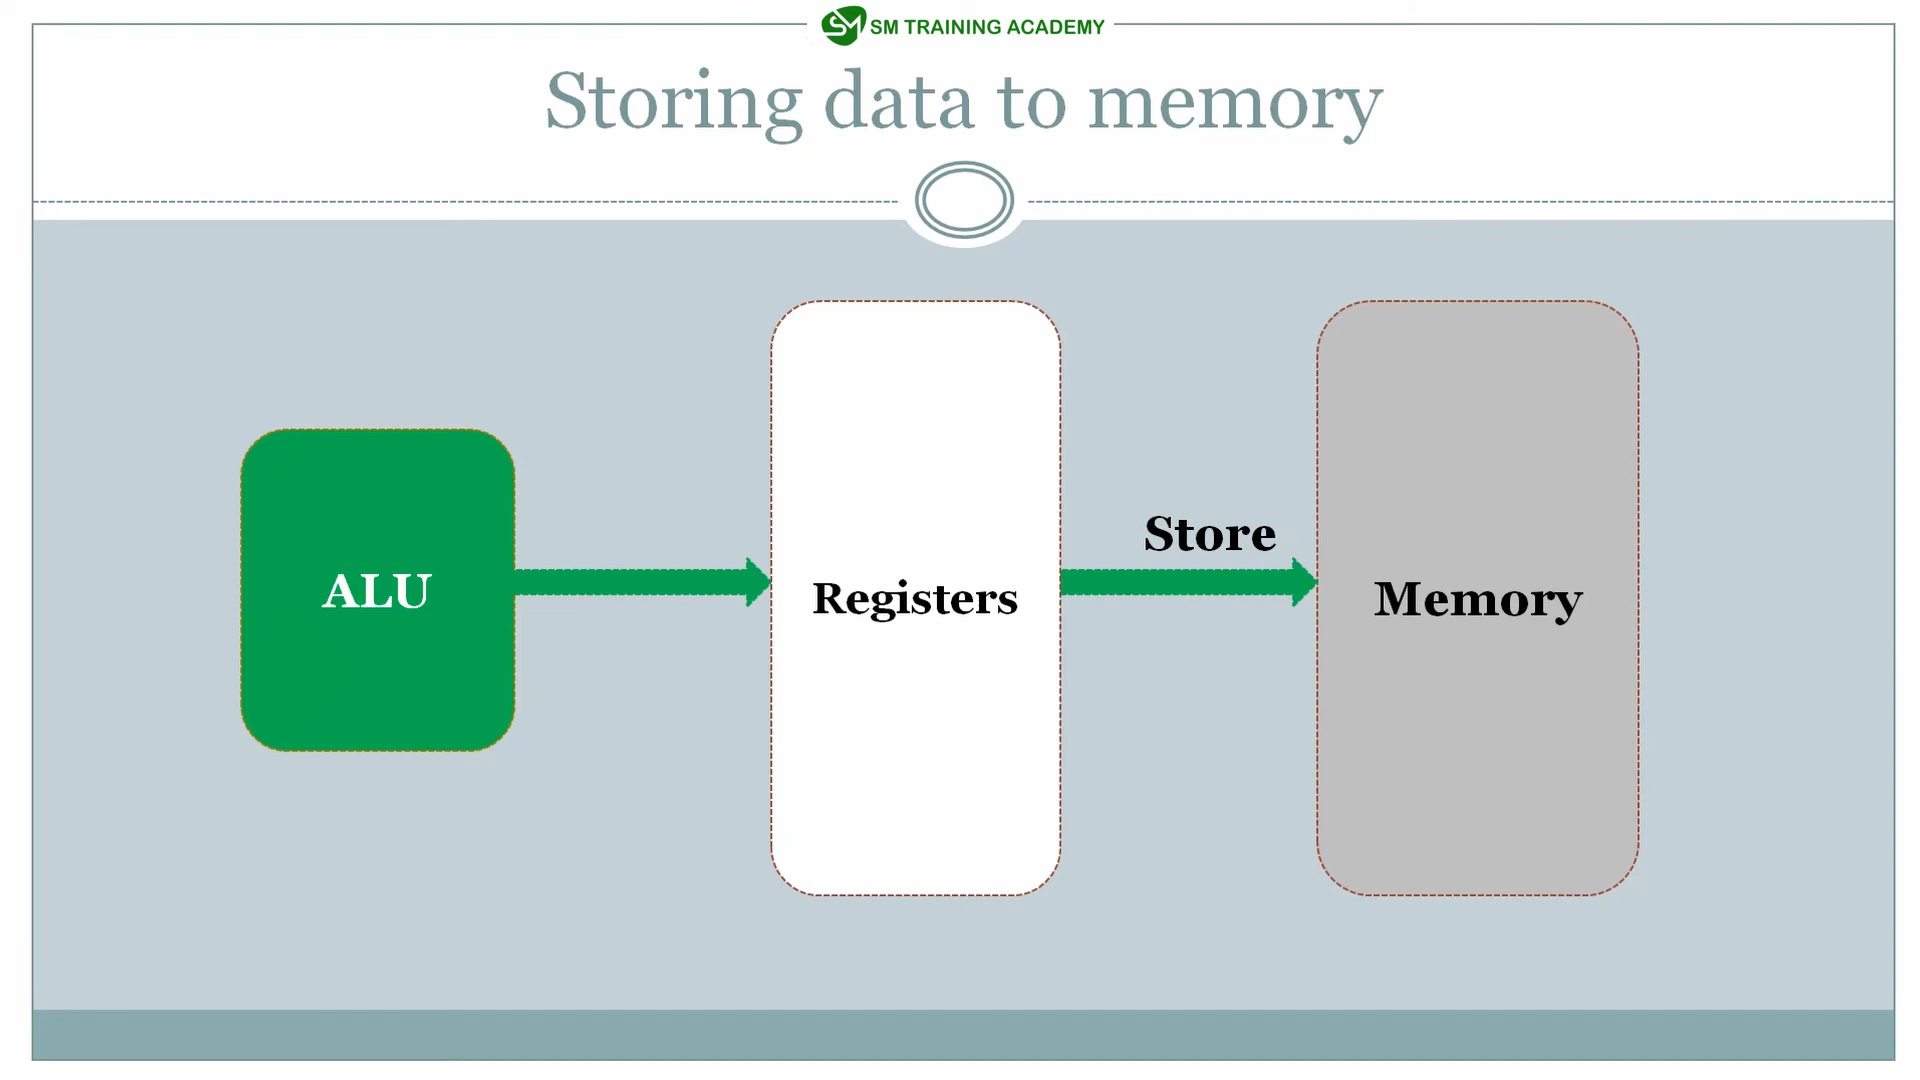 SM TRAINING ACADEMY
Storing data to memory
Store
ALU
Registers
Memory